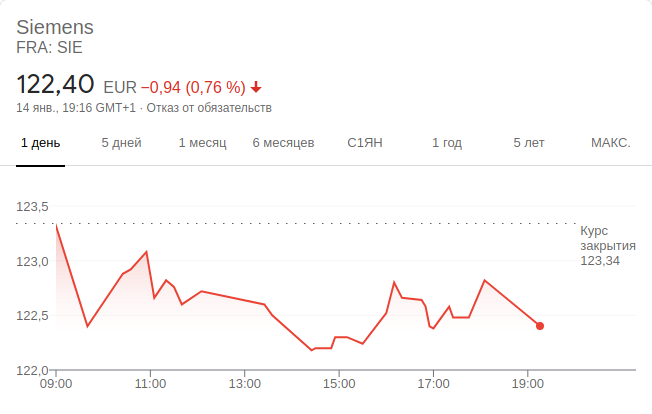 Siemens
FRA: SIE
122,40 EUR −0,94 (0,76 %)
14 янв., 19:16 GMT+1 · Отказ от обязательств
1 день 5 дней 1 месяц 6 месяцев С1ЯН 1 год 5 лет МАКС.
123,5
Курс
закрытия
123,34
123,0
122,5
122,0
09:00 11:00 13:00 15:00 17:00 19:00